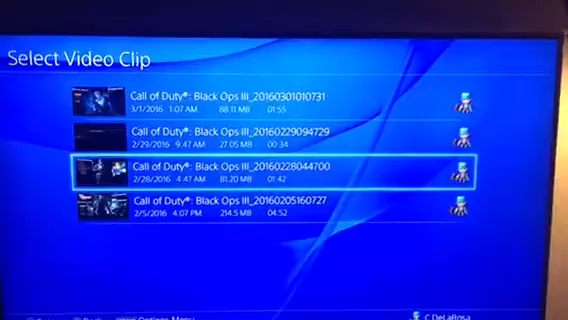 Select Video Clip
Call of Duty®: Black Ops III_20160301010731
3/1/2016 1:07 AM 88.11 MB 01:55
Call of Duty®: Black Ops III_20160229094729
2/29/2016 9:47 AM 27.05 MB 00:34
Call of Duty®: Black Ops III_20160228044700
2/28/2016 4:47 AM 81.20 MB 01:42
Call of Duty®: Black Ops III_20160205160727
2/5/2016 4:07 PM 214.5 MB 04:52
Back Options Menu C DeLaRosa